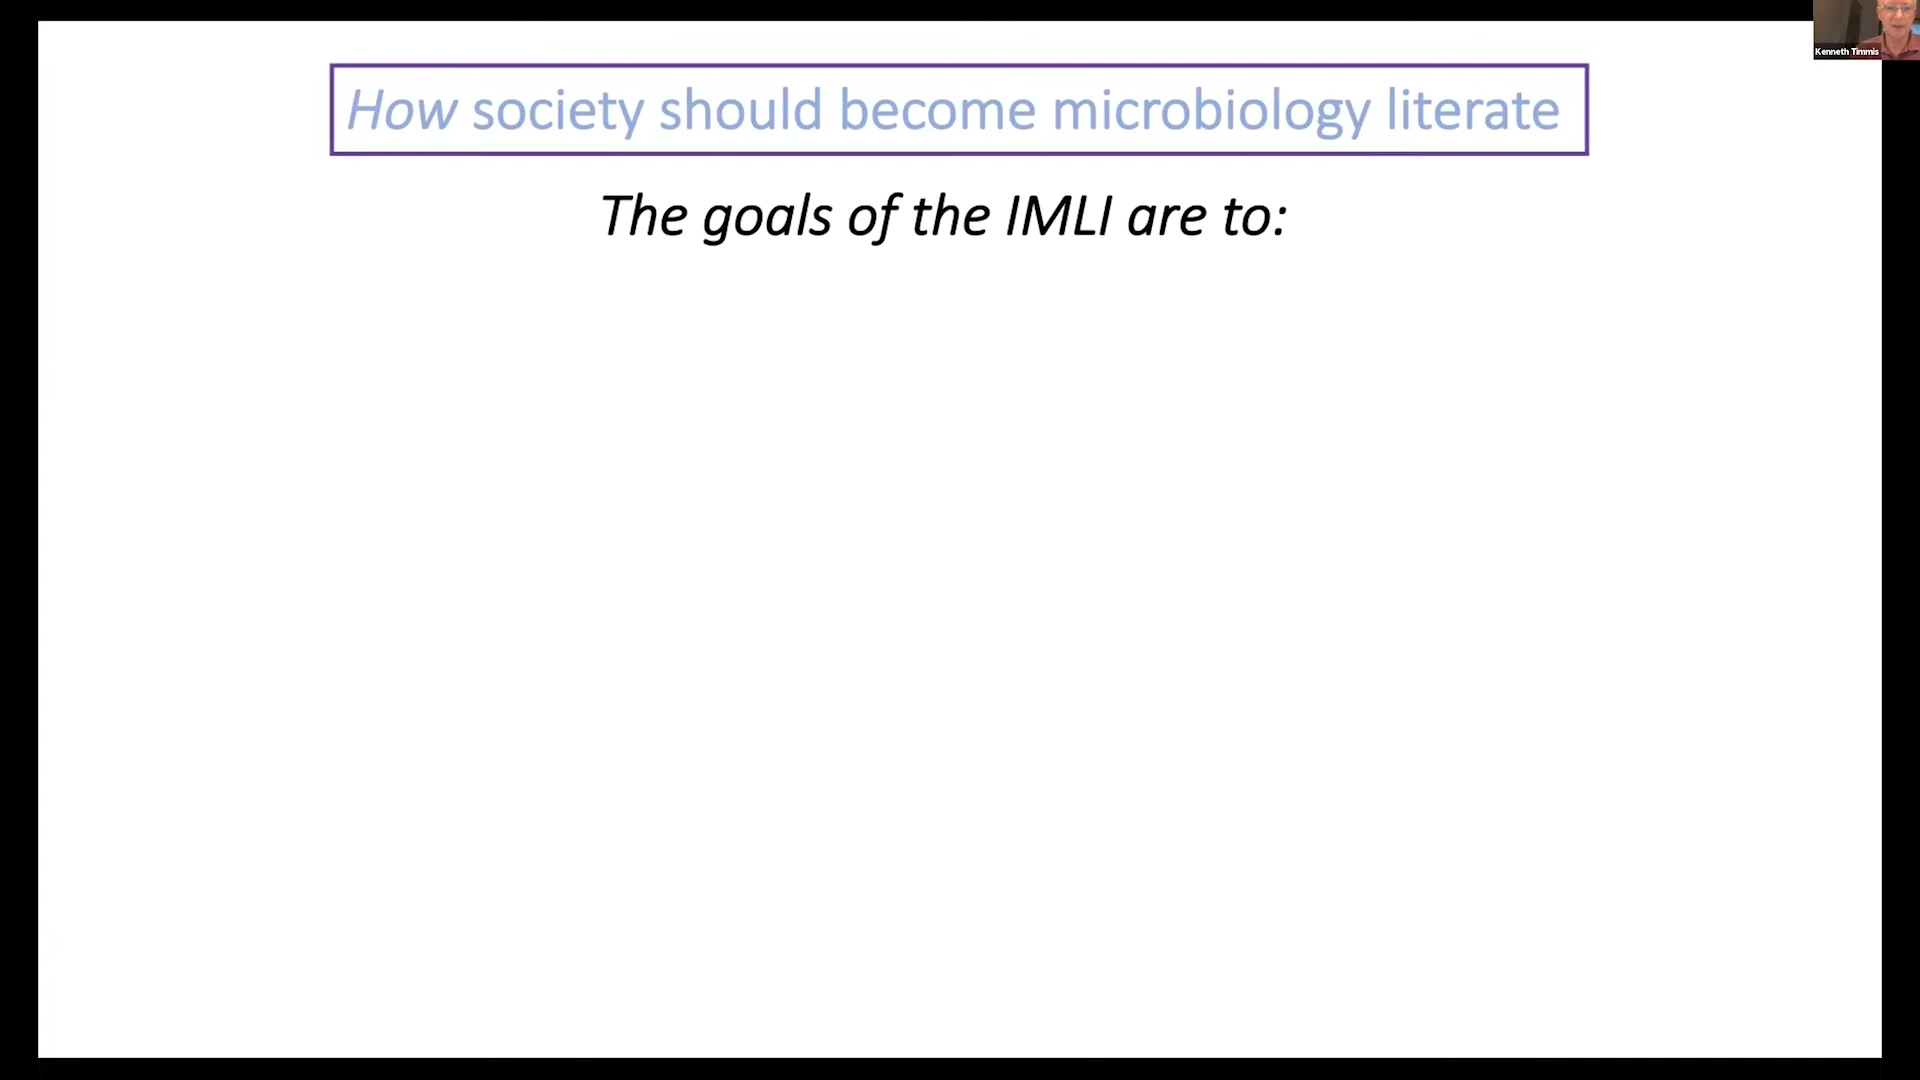 How society should become microbiology literate
The goals of the IMLI are to:
Kenneth Timmis